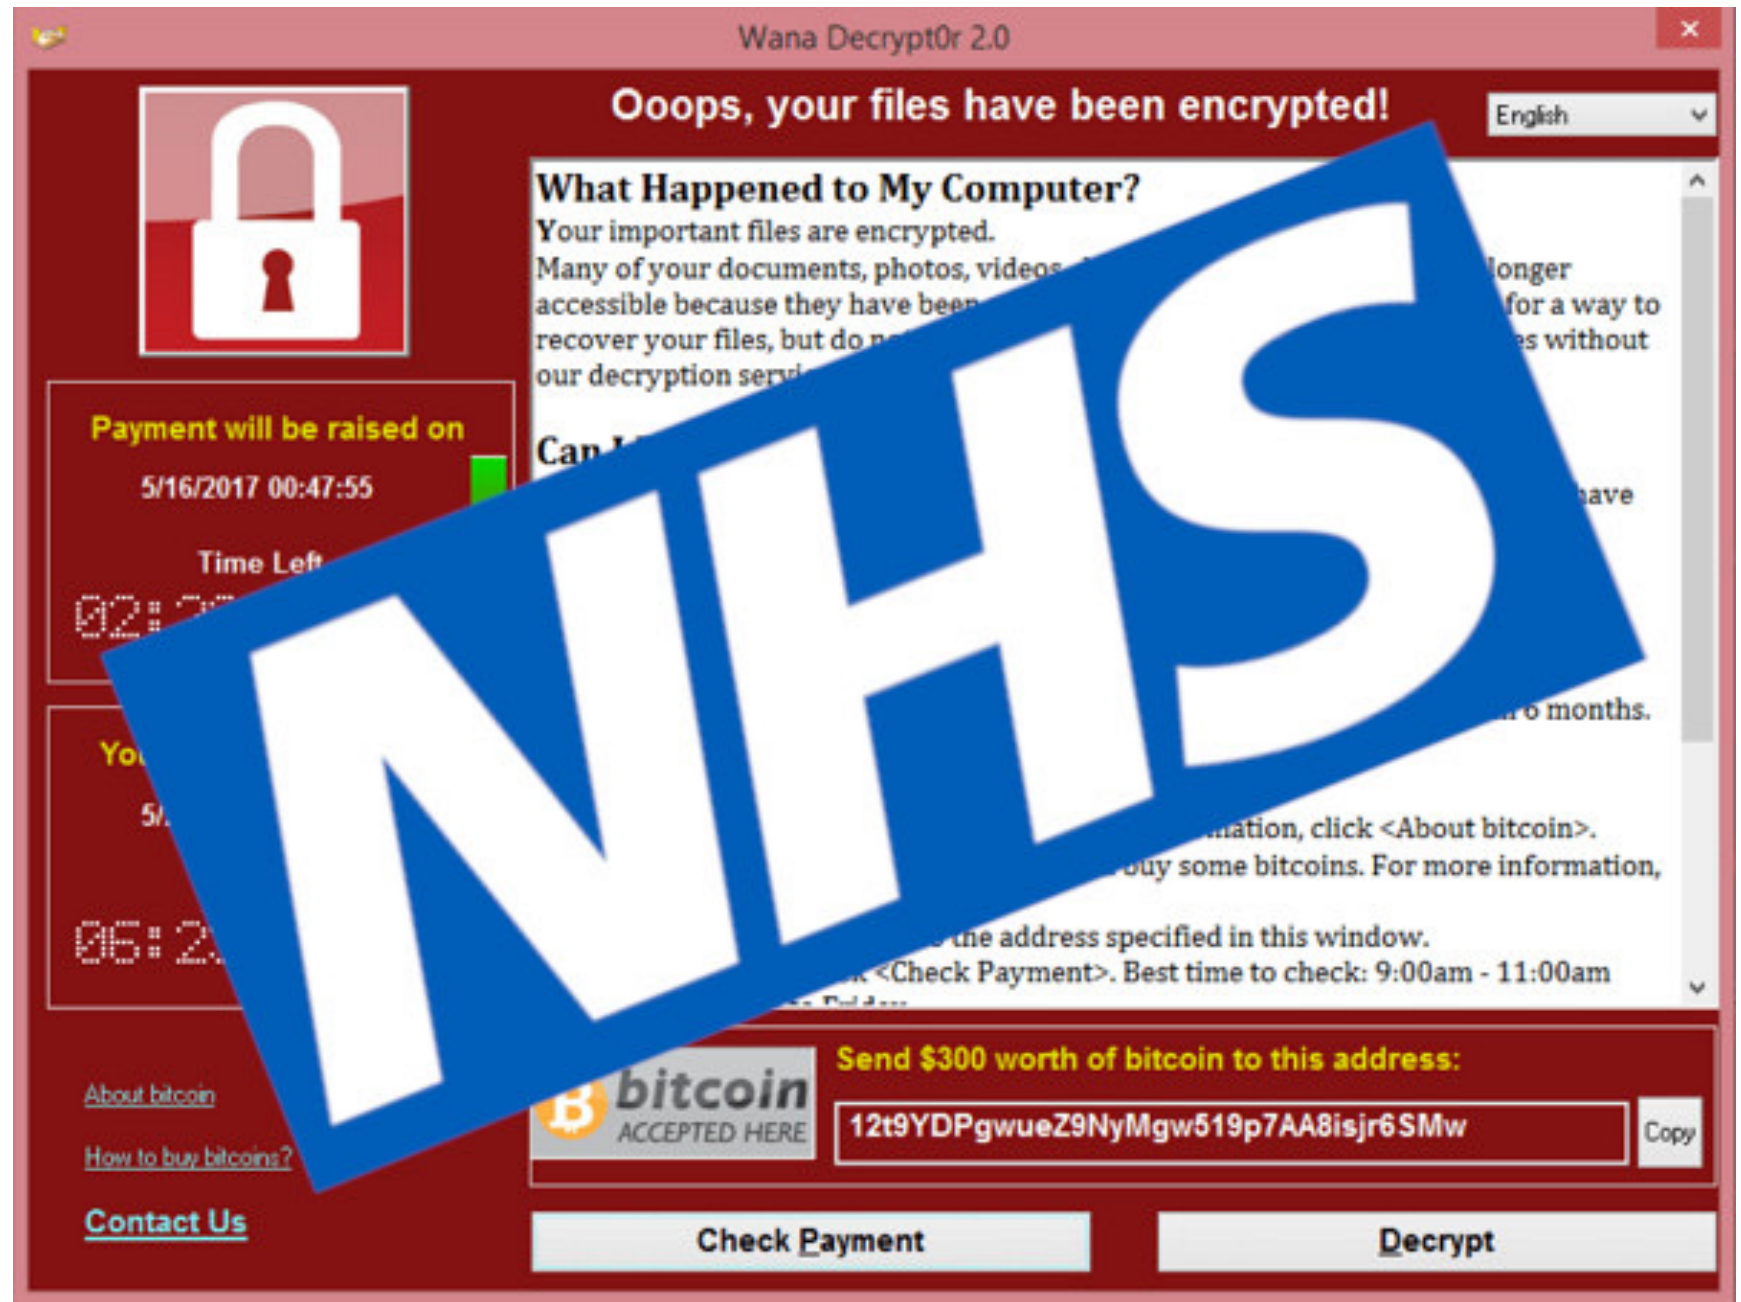 Wana Decrypt0r 2.0
Ooops, your files have been encrypted!
English
What Happened to My Computer?
Your important files are encrypted.
Many of your documents, photos, videos, longer
accessible because they have been for a way to
recover your files, but do without
our decryption
Can
have
months.
click <About bitcoin>.
buy some bitcoins. For more information,
the address specified in this window.
<Check Payment>. Best time to check: 9:00am - 11:00am
Payment will be raised on
5/16/2017 00:47:55
Time Left
02:
06:
NHS
About bitcoin
How to buy bitcoins?
Contact Us
bitcoin
ACCEPTED HERE
Send $300 worth of bitcoin to this address:
12t9YDPgwueZ9NyMgw519p7AA8isjr6SMw
Copy
Check Payment
Decrypt